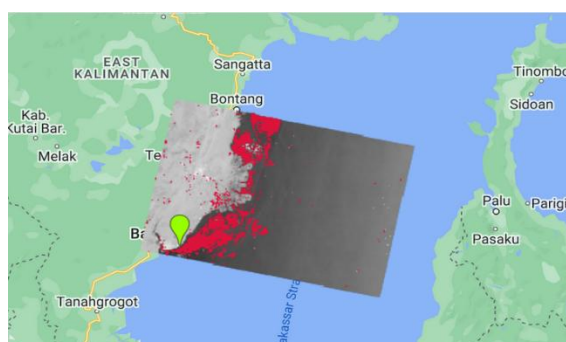 EAST
KALIMANTAN
Sangatta
Tinombo
Sidoan
Kab.
Kutai Bar.
Bontang
Melak
Te
Palu
Parigi
Pasaku
Ba
Tanahgrogot
akassar Stra